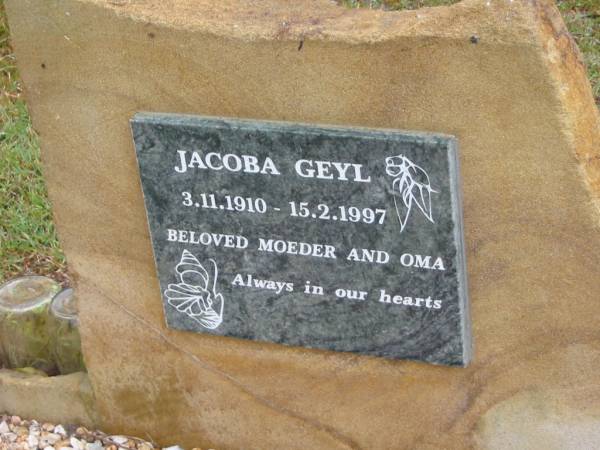 JACOBA GEYL
3.11.1910 - 15.2.1997
BELOVED MOEDER AND OMA
Always in our hearts